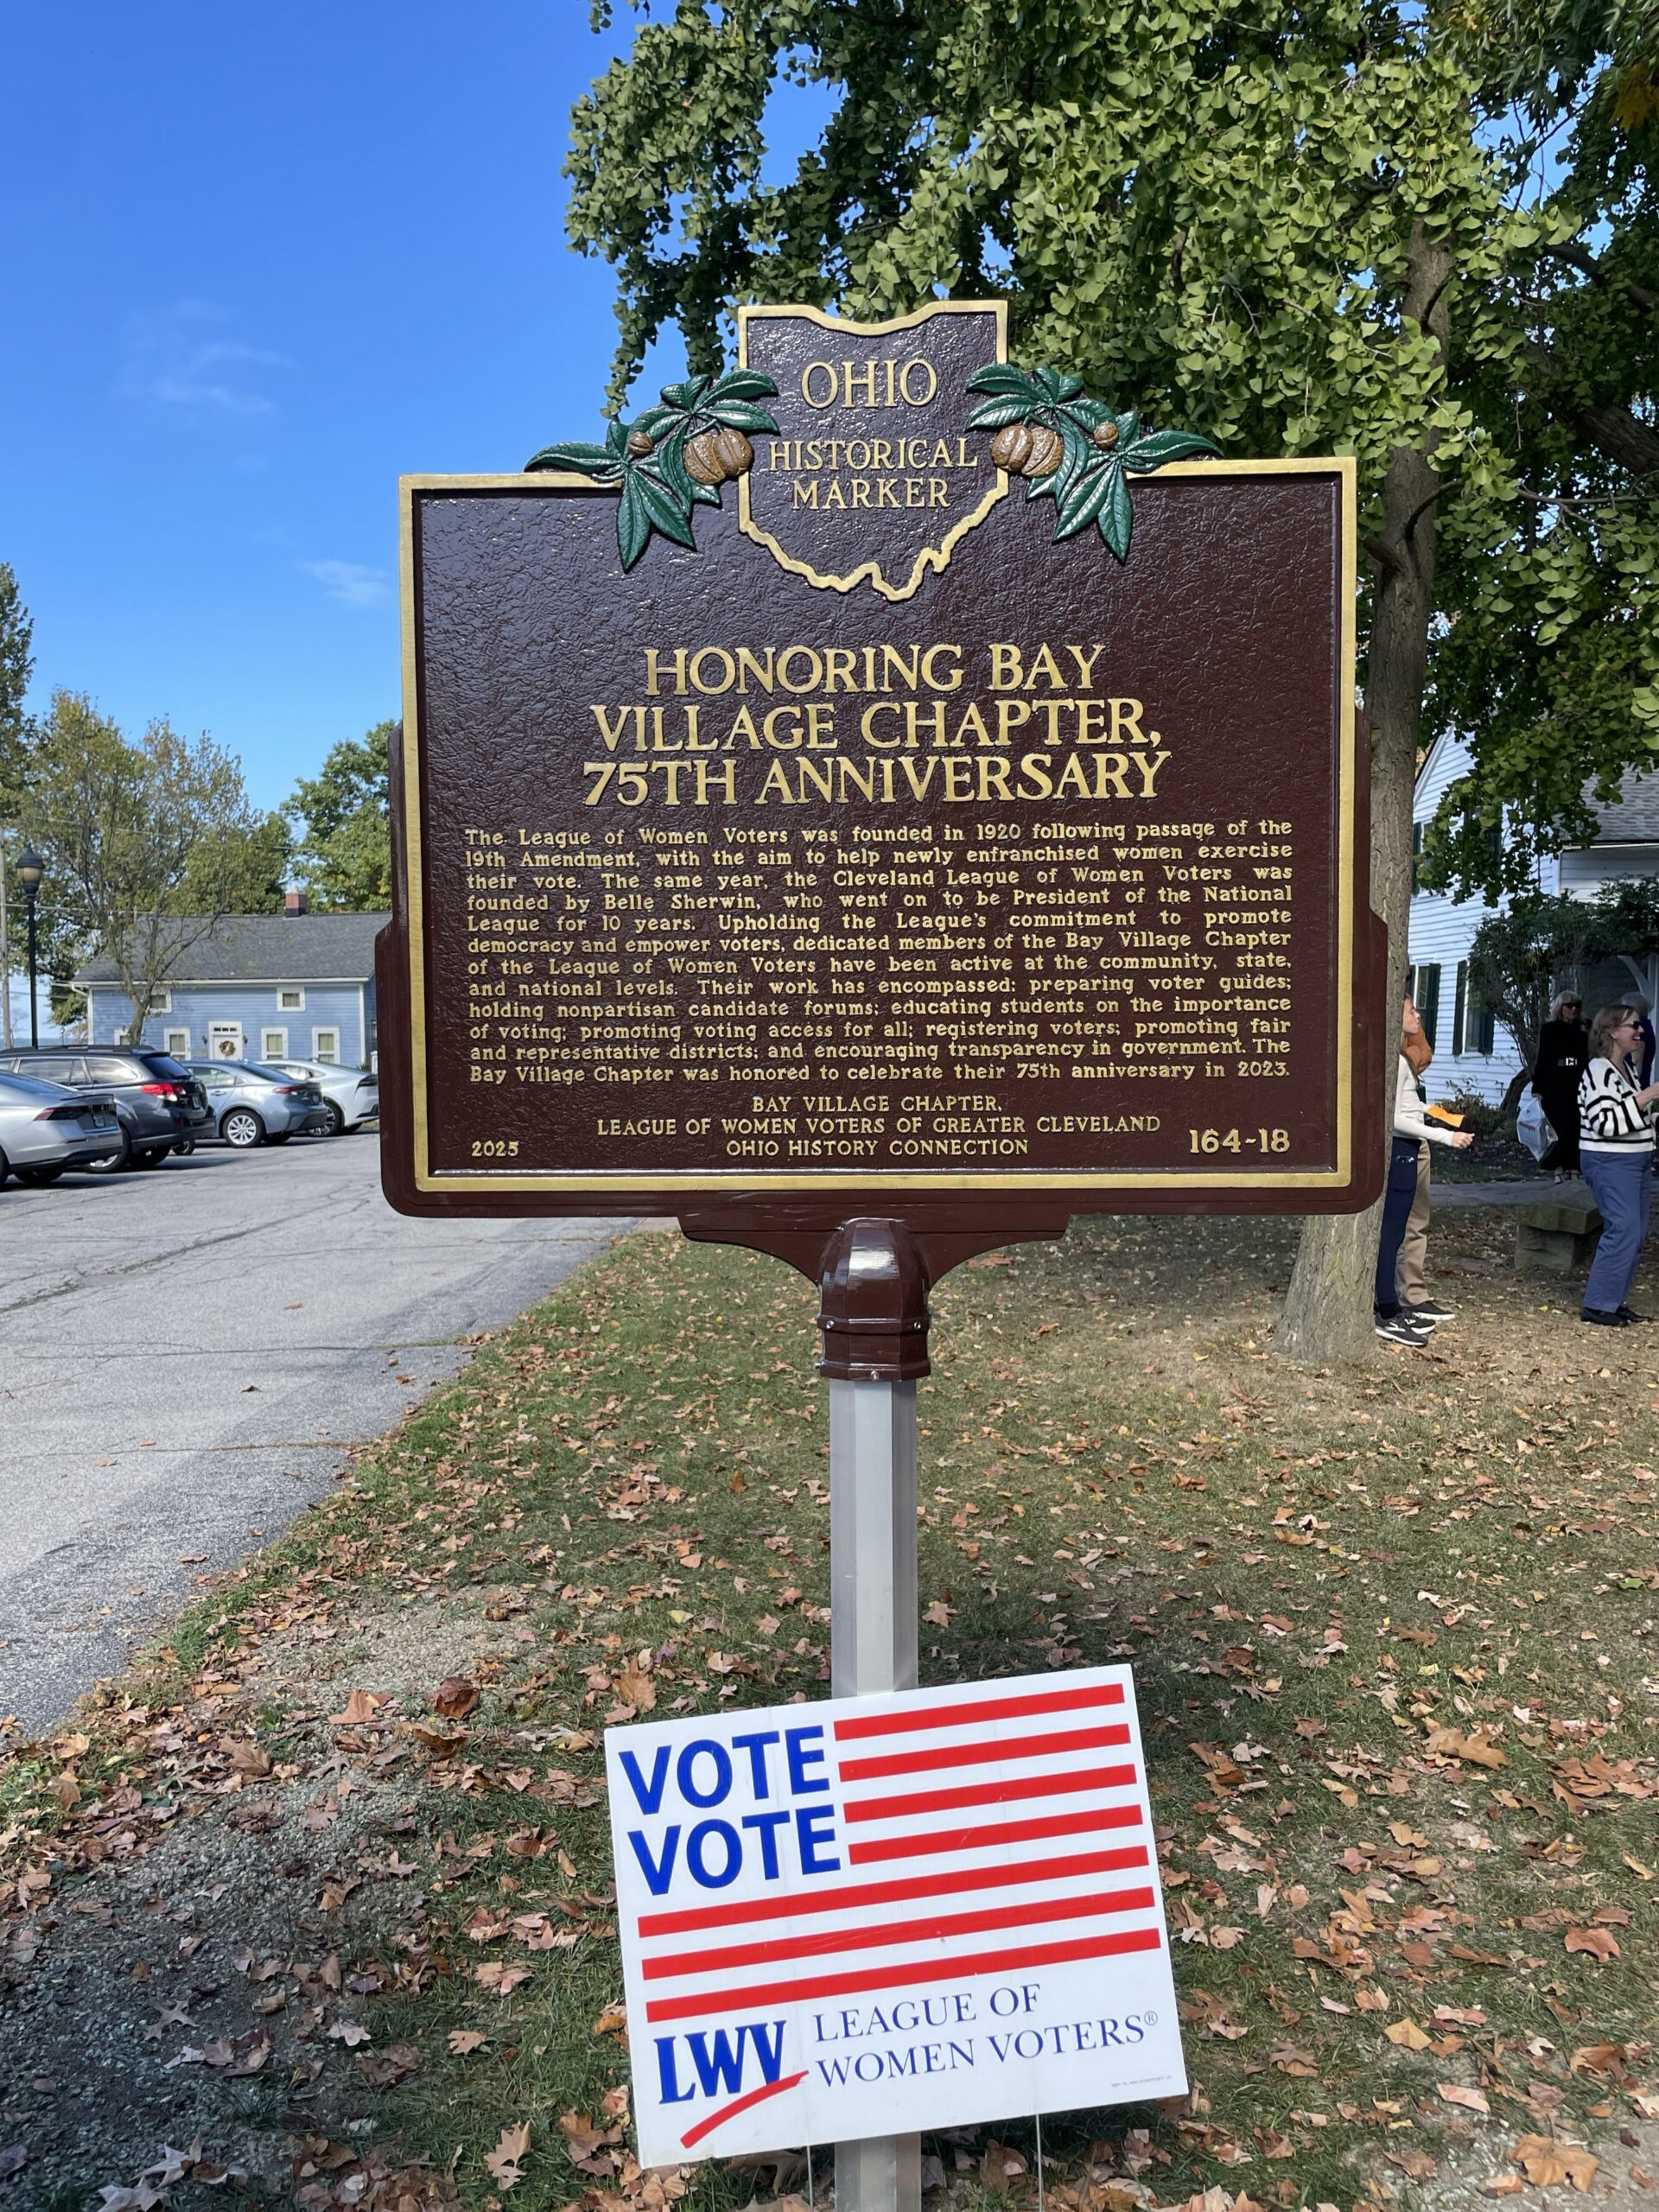 OHIO
HISTORICAL
MARKER
HONORING BAY
VILLAGE CHAPTER,
75TH ANNIVERSARY
The League of Women Voters was founded in 1920 following passage of the
19th Amendment, with the aim to help newly enfranchised women exercise
their vote. The same year, the Cleveland League of Women Voters was
founded by Belle Sherwin, who went on to be President of the National
League for 10 years. Upholding the League's commitment to promote
democracy and empower voters, dedicated members of the Bay Village Chapter
of the League of Women Voters have been active at the community, state,
and national levels. Their work has encompassed: preparing voter guides;
holding nonpartisan candidate forums; educating students on the importance
of voting; promoting voting access for all; registering voters; promoting fair
and representative districts; and encouraging transparency in government. The
Bay Village Chapter was honored to celebrate their 75th anniversary in 2023.
BAY VILLAGE CHAPTER,
LEAGUE OF WOMEN VOTERS OF GREATER CLEVELAND
2025 OHIO HISTORY CONNECTION 164-18
VOTE
VOTE
LWV LEAGUE OF
WOMEN VOTERS®